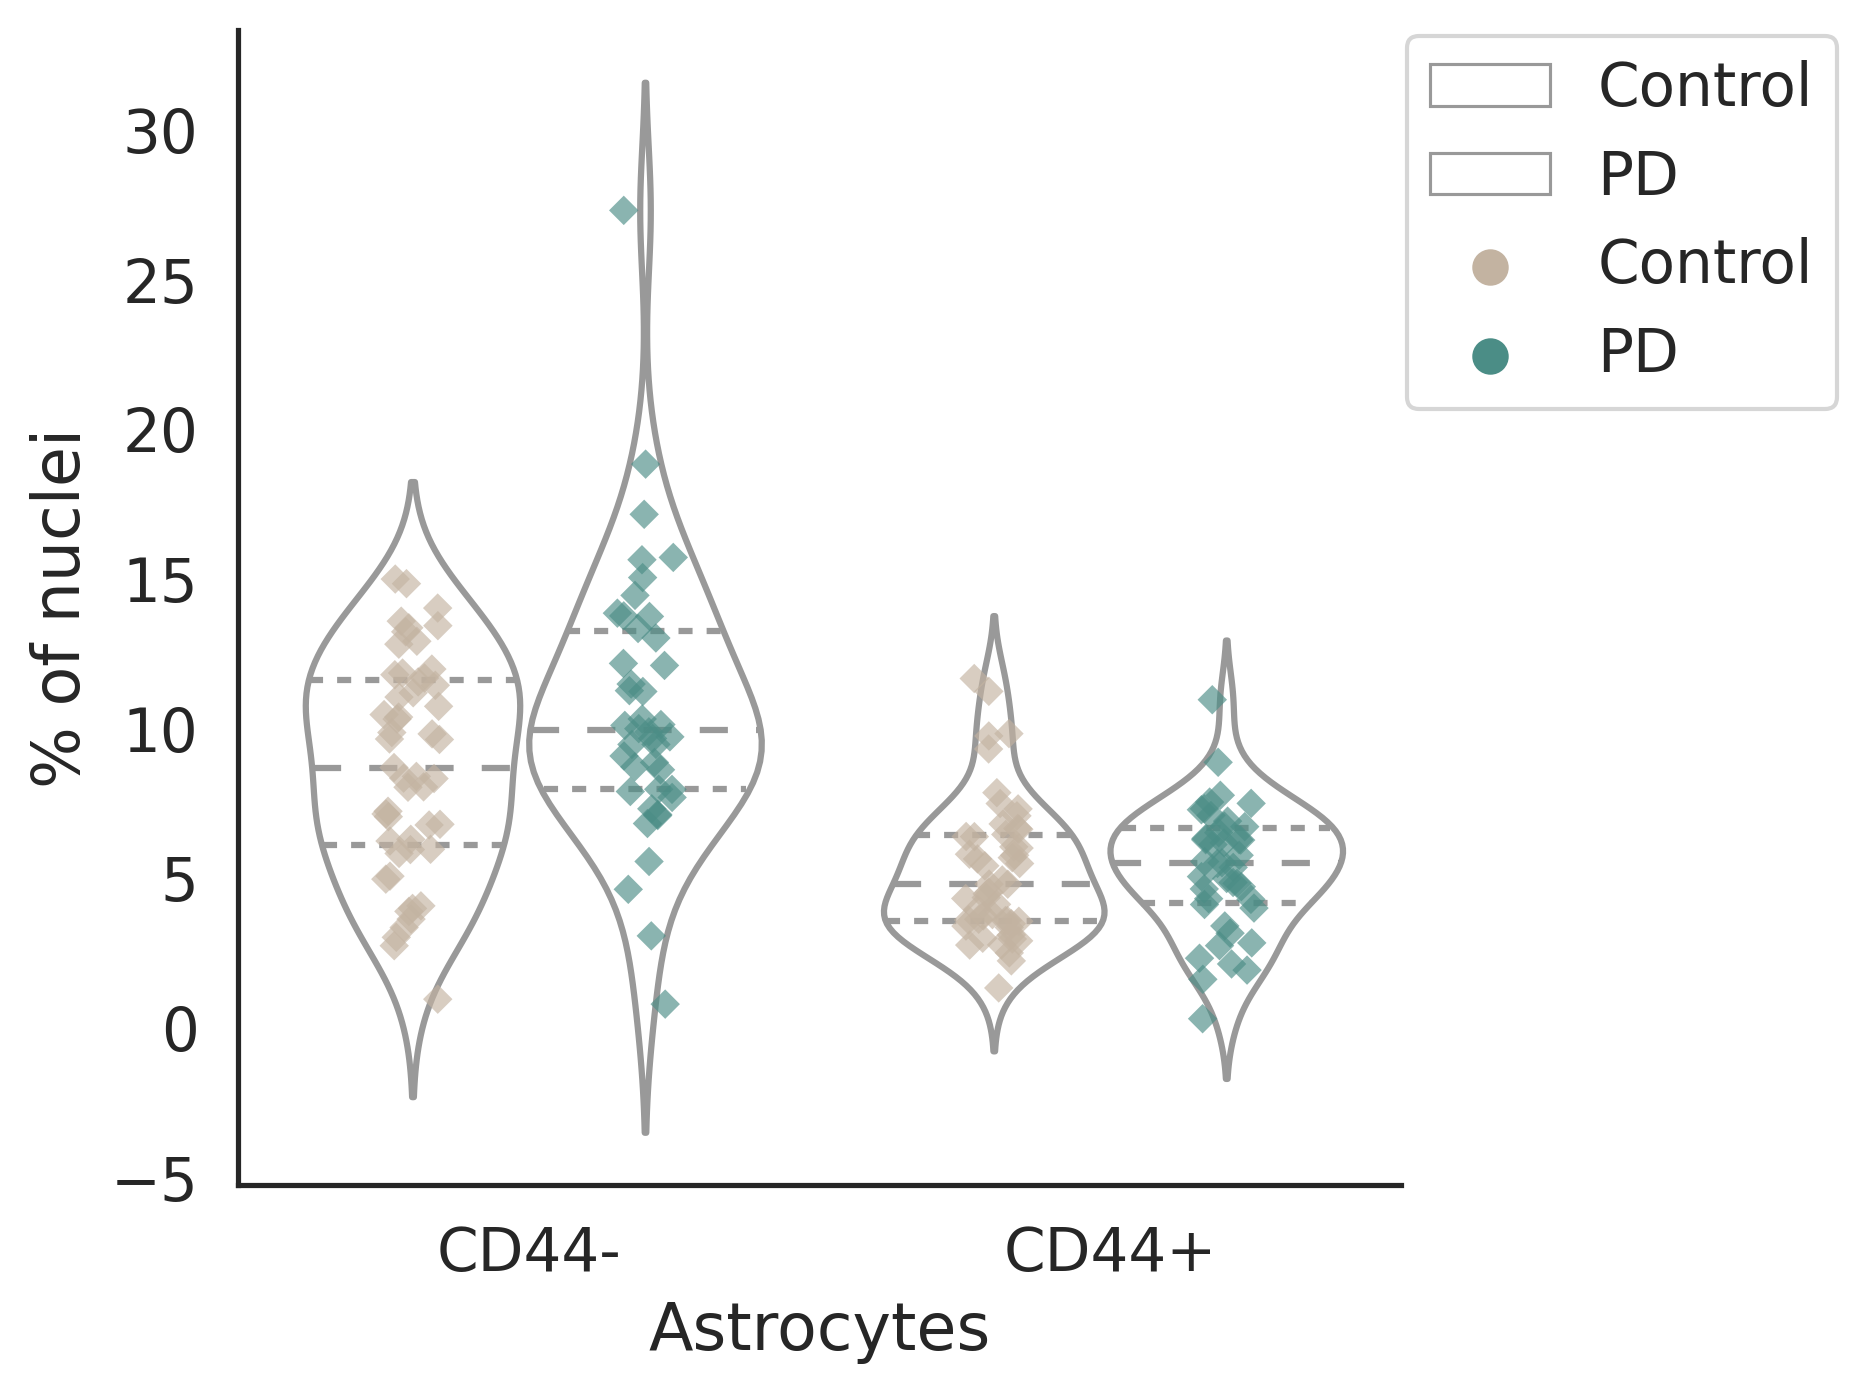 % of nuclei
30
25
20
15
10
5
0
−5
CD44-
CD44+
Astrocytes
Control
PD
Control
PD